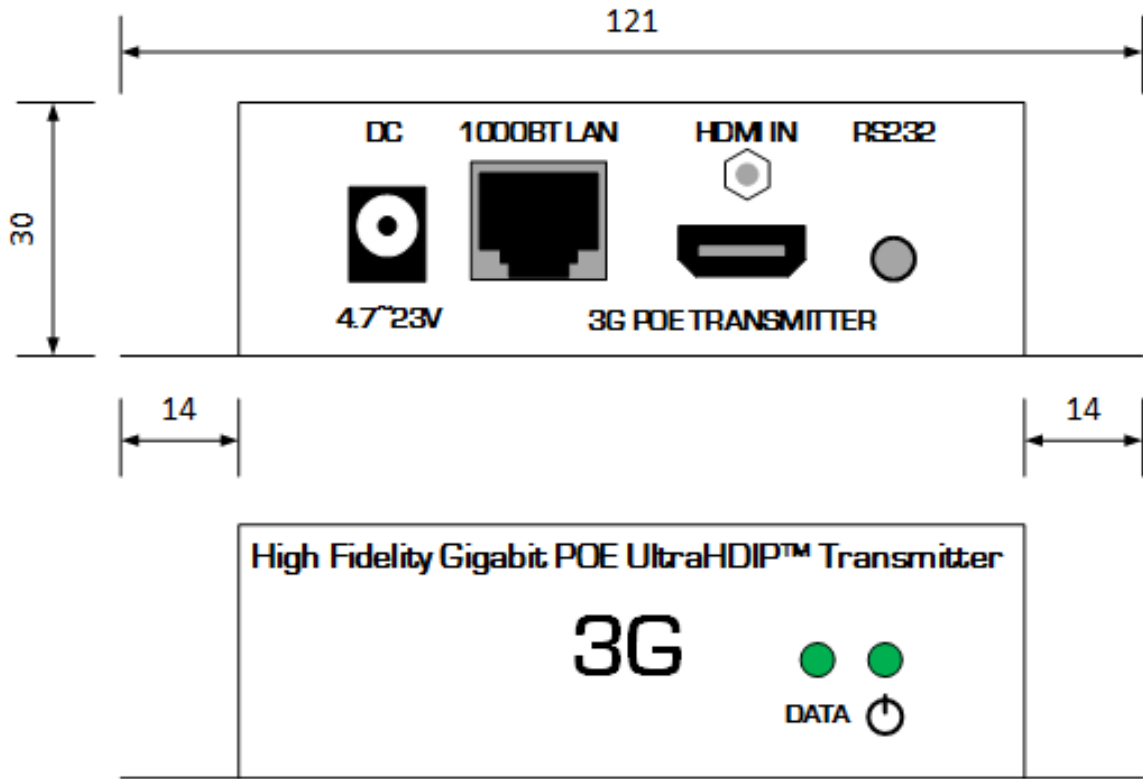 121
DC 1000BT LAN HDMI IN RS232
30
4.7~23V 3G POE TRANSMITTER
14 14
High Fidelity Gigabit POE UltraHDIP™ Transmitter
3G
DATA